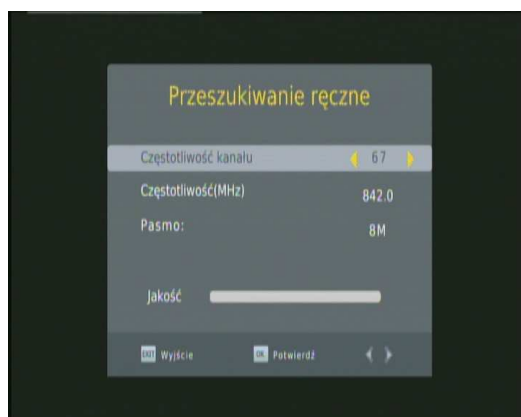 Przeszukiwanie ręczne
Częstotliwość kanału 67
Częstotliwość(MHz) 842.0
Pasmo: 8M
Jakość
EXIT Wyjście OK Potwierdź